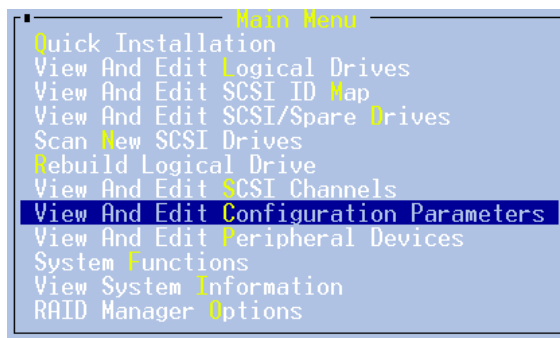 Main Menu
Quick Installation
View And Edit Logical Drives
View And Edit SCSI ID Map
View And Edit SCSI/Spare Drives
Scan New SCSI Drives
Rebuild Logical Drive
View And Edit SCSI Channels
View And Edit Configuration Parameters
View And Edit Peripheral Devices
System Functions
View System Information
RAID Manager Options